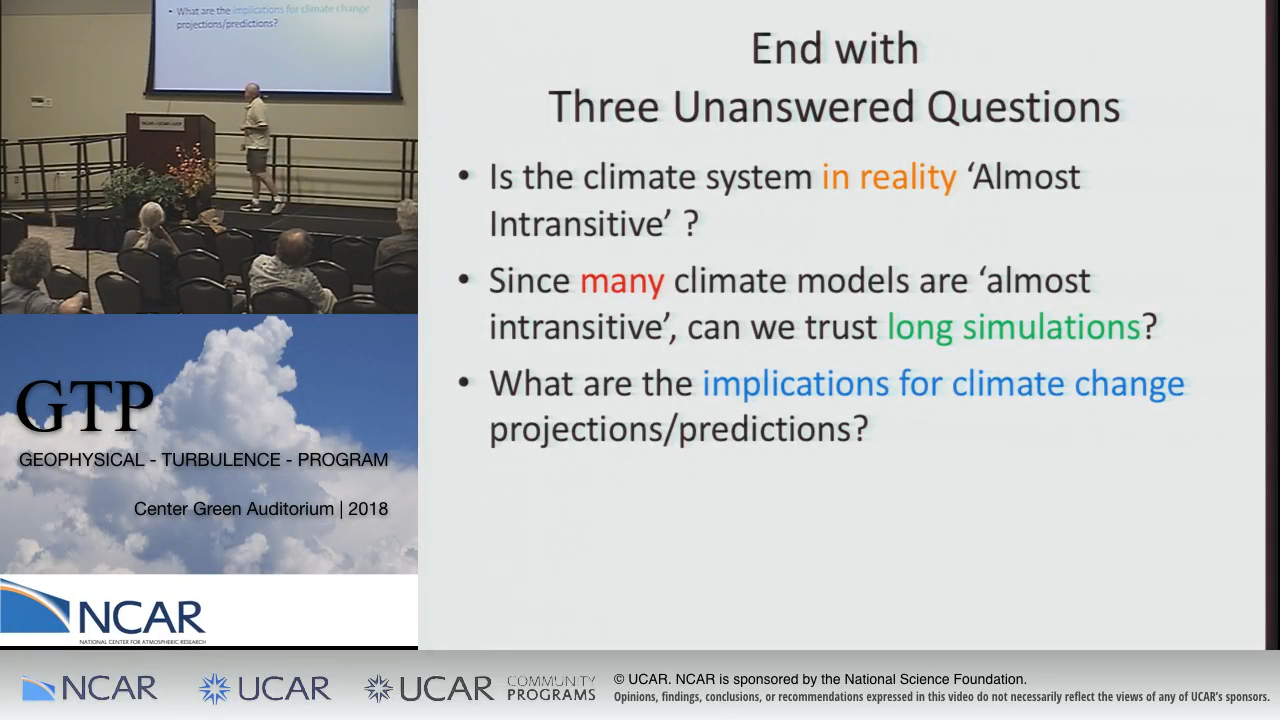 • What are the implications for climate change
projections/predictions?
NCAR | UCAR | UCP
GTP
GEOPHYSICAL - TURBULENCE - PROGRAM
Center Green Auditorium | 2018
NCAR
NATIONAL CENTER FOR ATMOSPHERIC RESEARCH
End with
Three Unanswered Questions
• Is the climate system in reality ‘Almost
Intransitive’ ?
• Since many climate models are ‘almost
intransitive’, can we trust long simulations?
• What are the implications for climate change
projections/predictions?
NCAR
UCAR
UCAR
COMMUNITY
PROGRAMS
© UCAR. NCAR is sponsored by the National Science Foundation.
Opinions, findings, conclusions, or recommendations expressed in this video do not necessarily reflect the views of any of UCAR's sponsors.